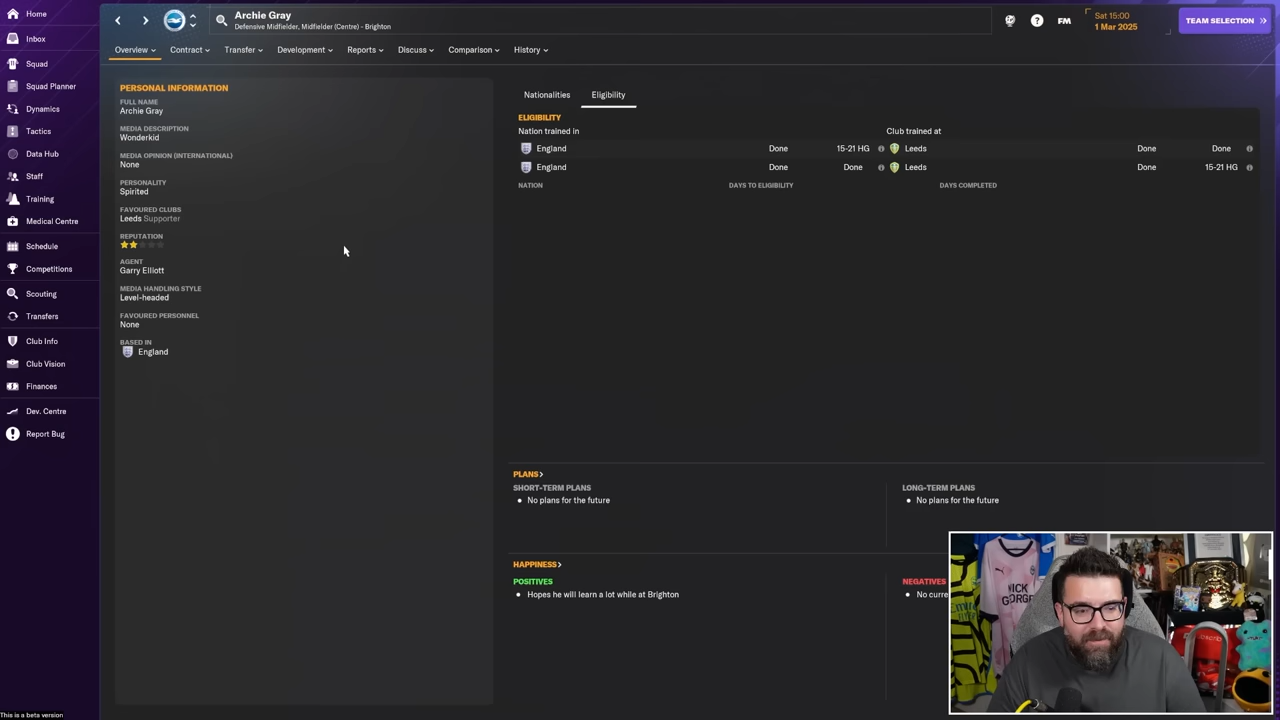 Home
Inbox
Squad
Squad Planner
Dynamics
Tactics
Data Hub
Staff
Training
Medical Centre
Schedule
Competitions
Scouting
Transfers
Club Info
Club Vision
Finances
Dev. Centre
Report Bug
This is a beta version
Archie Gray
Defensive Midfielder, Midfielder (Centre) - Brighton
? FM
Sat 15:00
1 Mar 2025
TEAM SELECTION
Overview Contract Transfer Development Reports Discuss Comparison History
PERSONAL INFORMATION
FULL NAME
Archie Gray
MEDIA DESCRIPTION
Wonderkid
MEDIA OPINION (INTERNATIONAL)
None
PERSONALITY
Spirited
FAVOURED CLUBS
Leeds Supporter
REPUTATION
AGENT
Garry Elliott
MEDIA HANDLING STYLE
Level-headed
FAVOURED PERSONNEL
None
BASED IN
England
Nationalities Eligibility
ELIGIBILITY
Nation trained in Club trained at
England Done 15-21 HG Leeds Done Done
England Done Done Leeds Done 15-21 HG
NATION DAYS TO ELIGIBILITY DAYS COMPLETED
PLANS>
SHORT-TERM PLANS LONG-TERM PLANS
• No plans for the future • No plans for the future
HAPPINESS>
POSITIVES NEGATIVES
• Hopes he will learn a lot while at Brighton • No curre
NICK
GEORGE